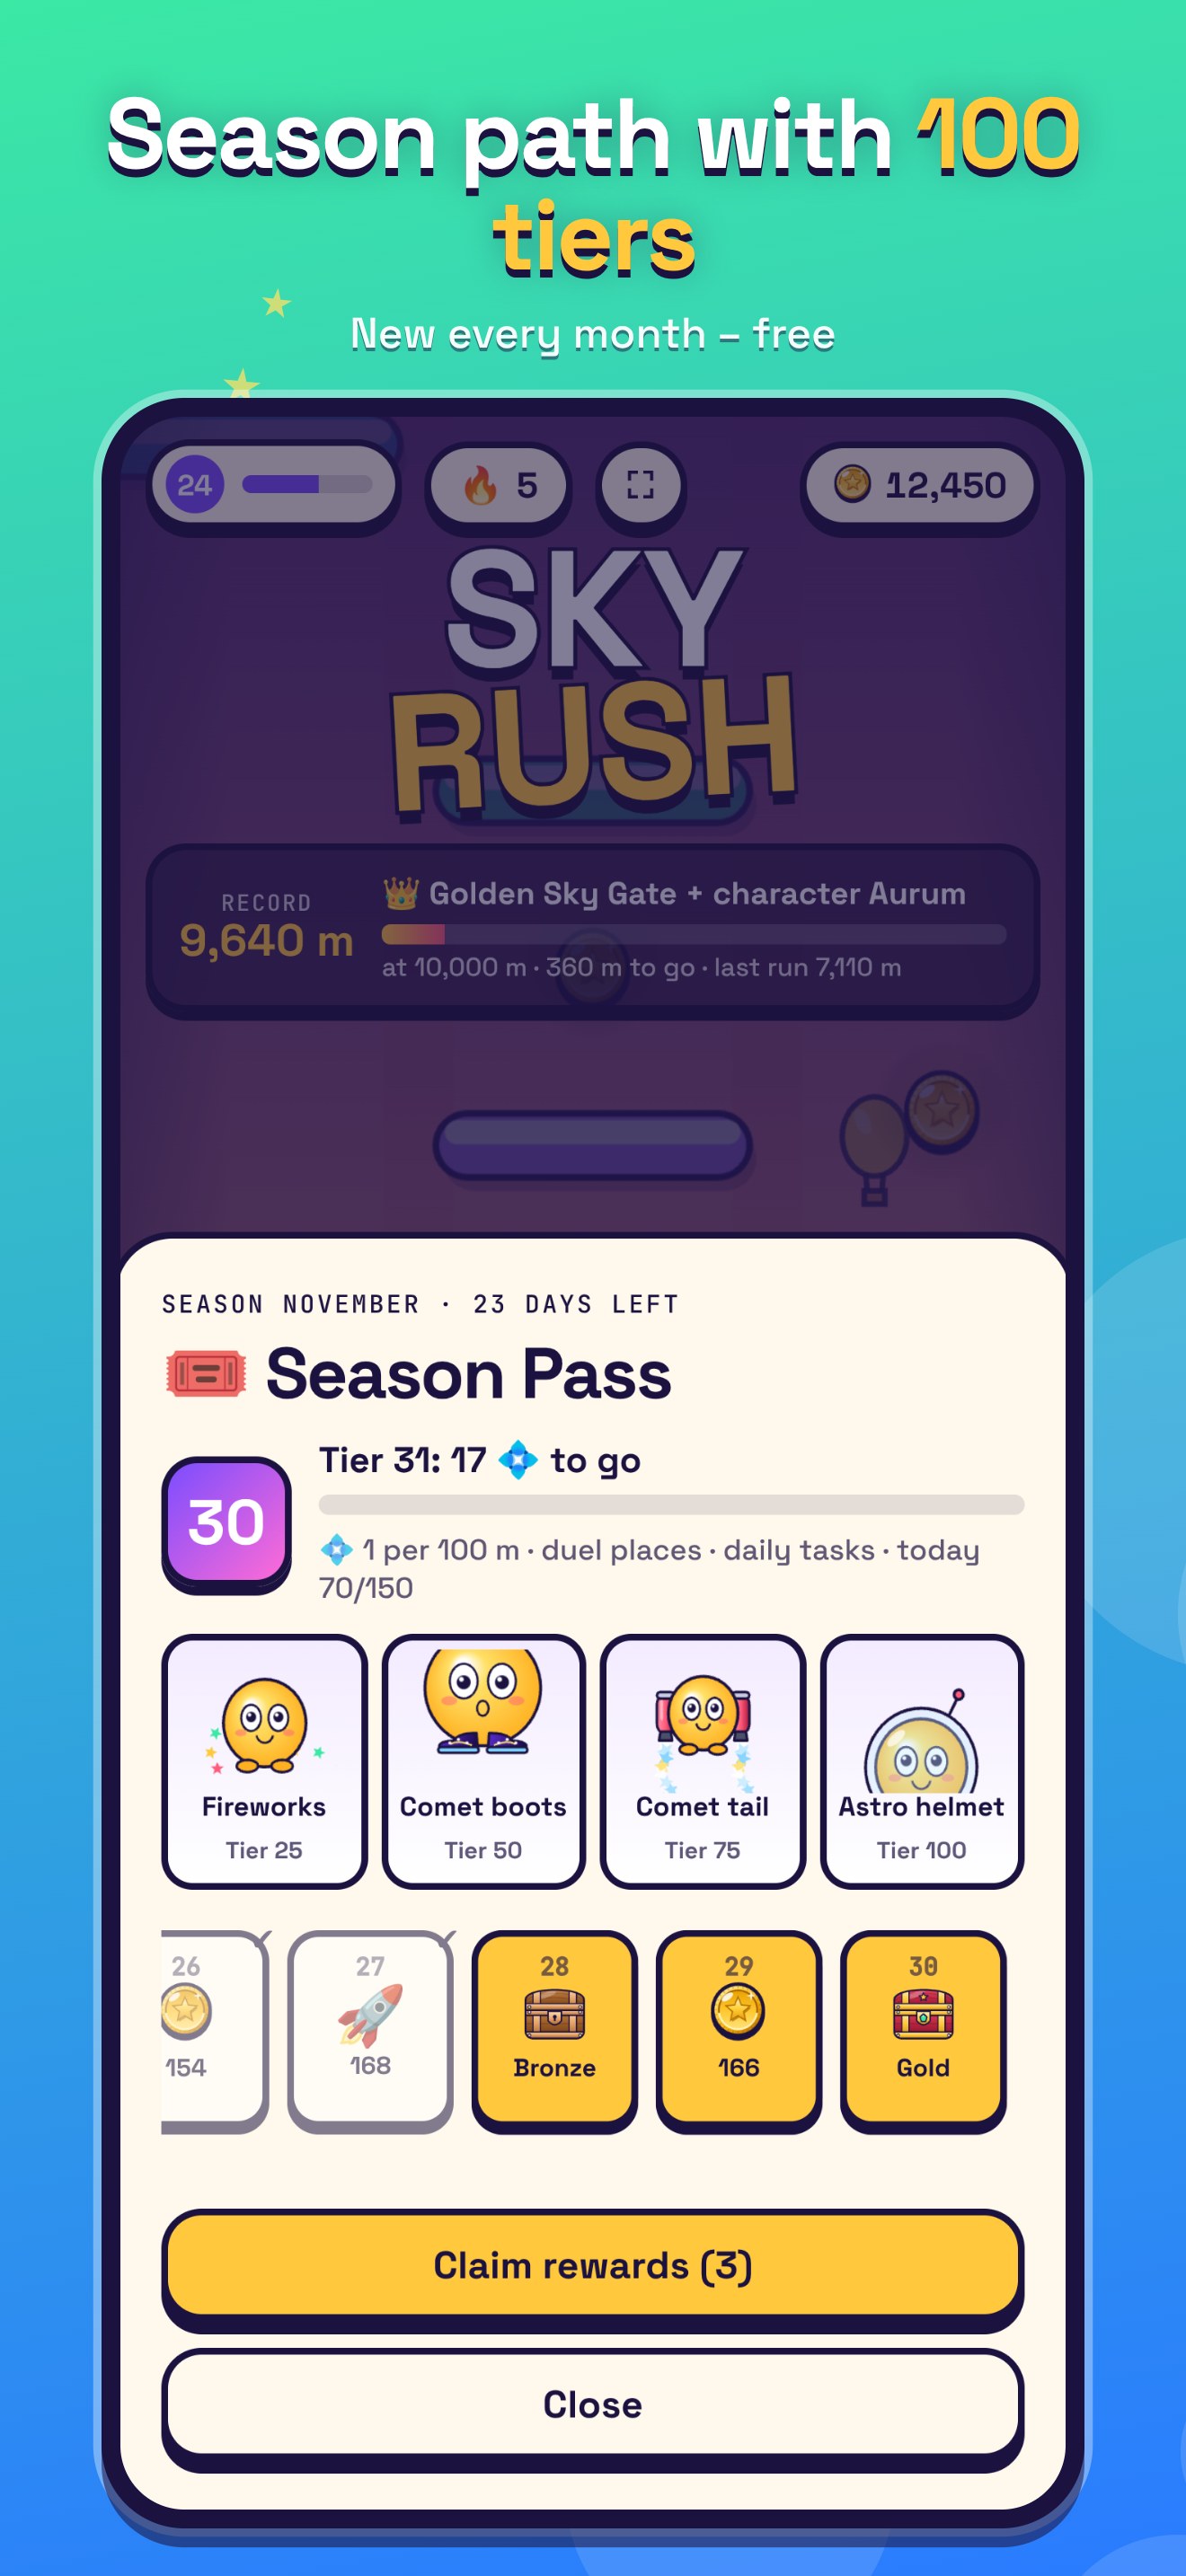 Season path with 100
tiers
New every month – free
24
5
12,450
SKY
RUSH
RECORD
9,640 m
Golden Sky Gate + character Aurum
at 10,000 m · 360 m to go · last run 7,110 m
SEASON NOVEMBER · 23 DAYS LEFT
Season Pass
30
Tier 31: 17 💠 to go
💠 1 per 100 m · duel places · daily tasks · today
70/150
Fireworks
Tier 25
Comet boots
Tier 50
Comet tail
Tier 75
Astro helmet
Tier 100
26
154
27
168
28
Bronze
29
166
30
Gold
Claim rewards (3)
Close